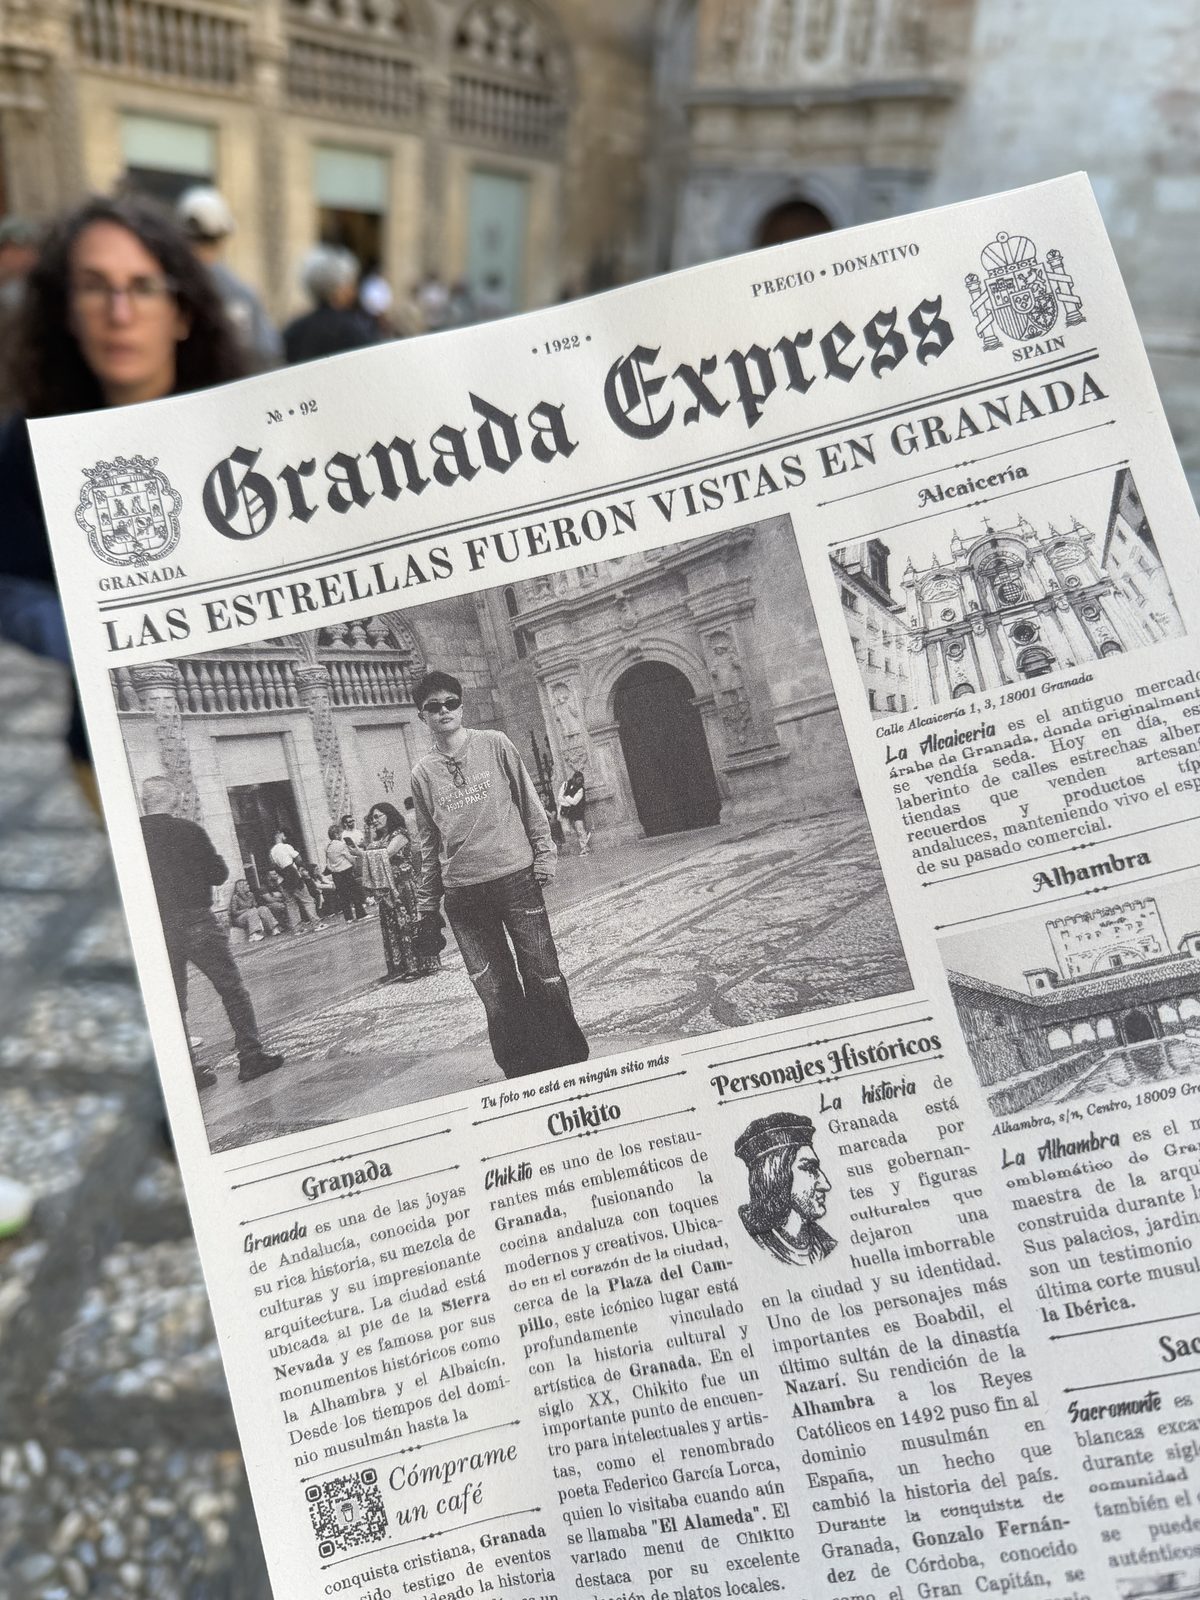 PRECIO • DONATIVO
• 1922 •
№ • 92
Granada Express
GRANADA
SPAIN
LAS ESTRELLAS FUERON VISTAS EN GRANADA
Tu foto no está en ningún sitio más
Granada
Granada es una de las joyas
de Andalucía, conocida por
su rica historia, su mezcla de
culturas y su impresionante
arquitectura. La ciudad está
ubicada al pie de la Sierra
Nevada y es famosa por sus
monumentos históricos como
la Alhambra y el Albaicín.
Desde los tiempos del domi-
nio musulmán hasta la
Cómprame
un café
conquista cristiana, Granada
sido testigo de eventos
la historia
Chikito
Chikito es uno de los restau-
rantes más emblemáticos de
Granada, fusionando la
cocina andaluza con toques
modernos y creativos. Ubica-
do en el corazón de la ciudad,
cerca de la Plaza del Cam-
pillo, este icónico lugar está
profundamente vinculado
con la historia cultural y
artística de Granada. En el
siglo XX, Chikito fue un
importante punto de encuen-
tro para intelectuales y artis-
tas, como el renombrado
poeta Federico García Lorca,
quien lo visitaba cuando aún
se llamaba "El Alameda". El
variado menú de Chikito
destaca por su excelente
de platos locales.
Personajes Históricos
La historia de
Granada está
marcada por
sus gobernan-
tes y figuras
culturales que
dejaron una
huella imborrable
en la ciudad y su identidad.
Uno de los personajes más
importantes es Boabdil, el
último sultán de la dinastía
Nazarí. Su rendición de la
Alhambra a los Reyes
Católicos en 1492 puso fin al
dominio musulmán en
España, un hecho que
cambió la historia del país.
Durante la conquista de
Granada, Gonzalo Fernán-
dez de Córdoba, conocido
como el Gran Capitán, se
Alcaicería
Calle Alcaicería 1, 3, 18001 Granada
La Alcaicería es el antiguo mercado
árabe de Granada, donde originalment
se vendía seda. Hoy en día, es
laberinto de calles estrechas alber
tiendas que venden artesan
recuerdos y productos típ
andaluces, manteniendo vivo el esp
de su pasado comercial.
Alhambra
Alhambra, s/n, Centro, 18009 Gr
La Alhambra es el m
emblemático de Gra
maestra de la arqu
construida durante l
Sus palacios, jardin
son un testimonio
última corte musul
la Ibérica.
Sac
Sacromonte es
blancas exca
durante sigl
comunidad
también el
se puede
auténticos